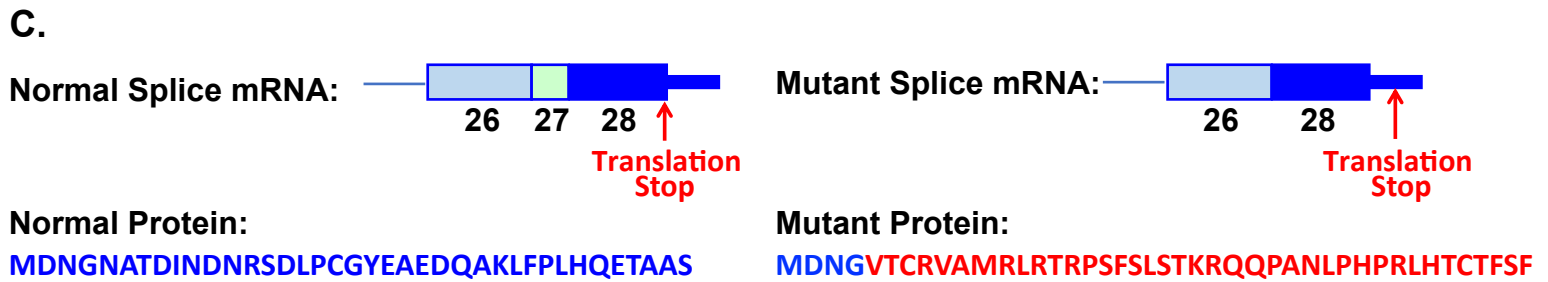 C.
Normal Splice mRNA:
26 27 28
Translation
Stop
Normal Protein:
MDNGNATDINDNRSDLPCGYEAEDQAKLFPLHQETAAS
Mutant Splice mRNA:
26 28
Translation
Stop
Mutant Protein:
MDNGVTCRVAMRLRTRPSFSLSTKRQQPANLPHPRLHTCTFSF